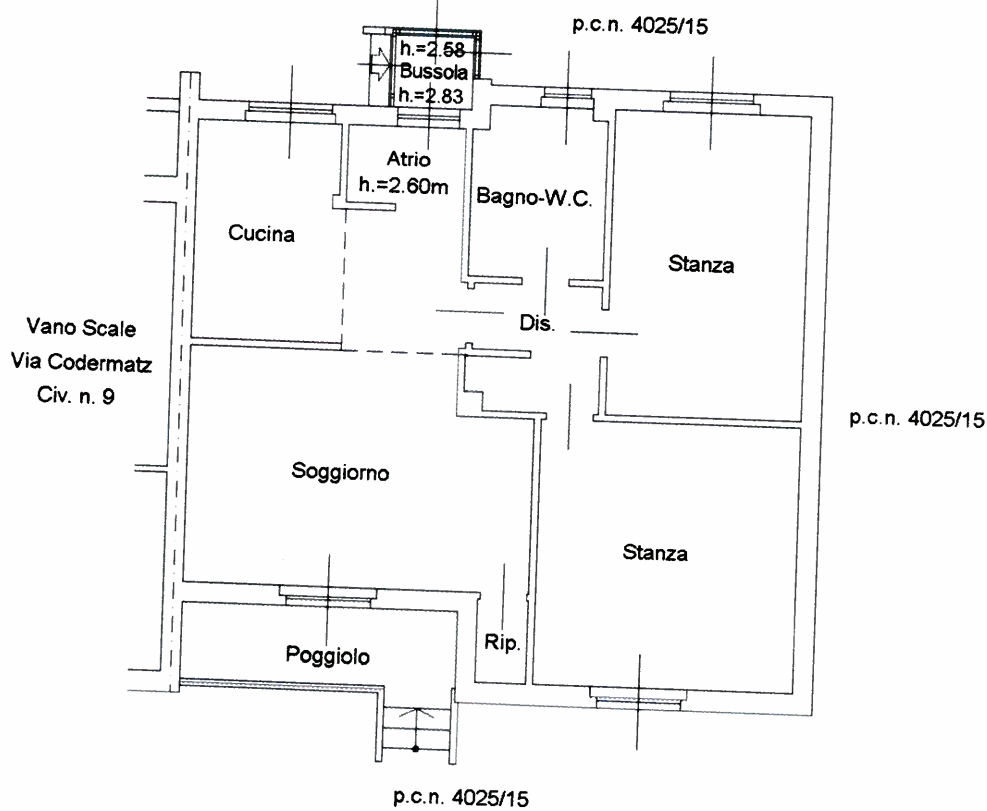 p.c.n. 4025/15
h.=2.58
Bussola
h.=2.83
Atrio
h.=2.60m
Bagno-W.C.
Cucina
Stanza
Dis.
Vano Scale
Via Codermatz
Civ. n. 9
p.c.n. 4025/15
Soggiorno
Stanza
Rip.
Poggiolo
p.c.n. 4025/15